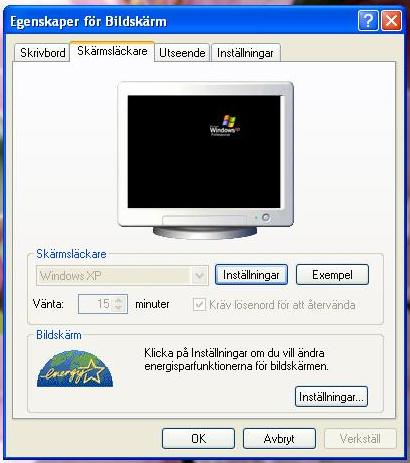 Egenskaper för Bildskärm
Skrivbord Skärmsläckare Utseende Inställningar
Windows xp
Skärmsläckare
Windows XP Inställningar Exempel
Vänta: 15 minuter Kräv lösenord för att återvända
Bildskärm
energy
Klicka på Inställningar om du vill ändra
energisparfunktionerna för bildskärmen.
Inställningar...
OK Avbryt Verkställ